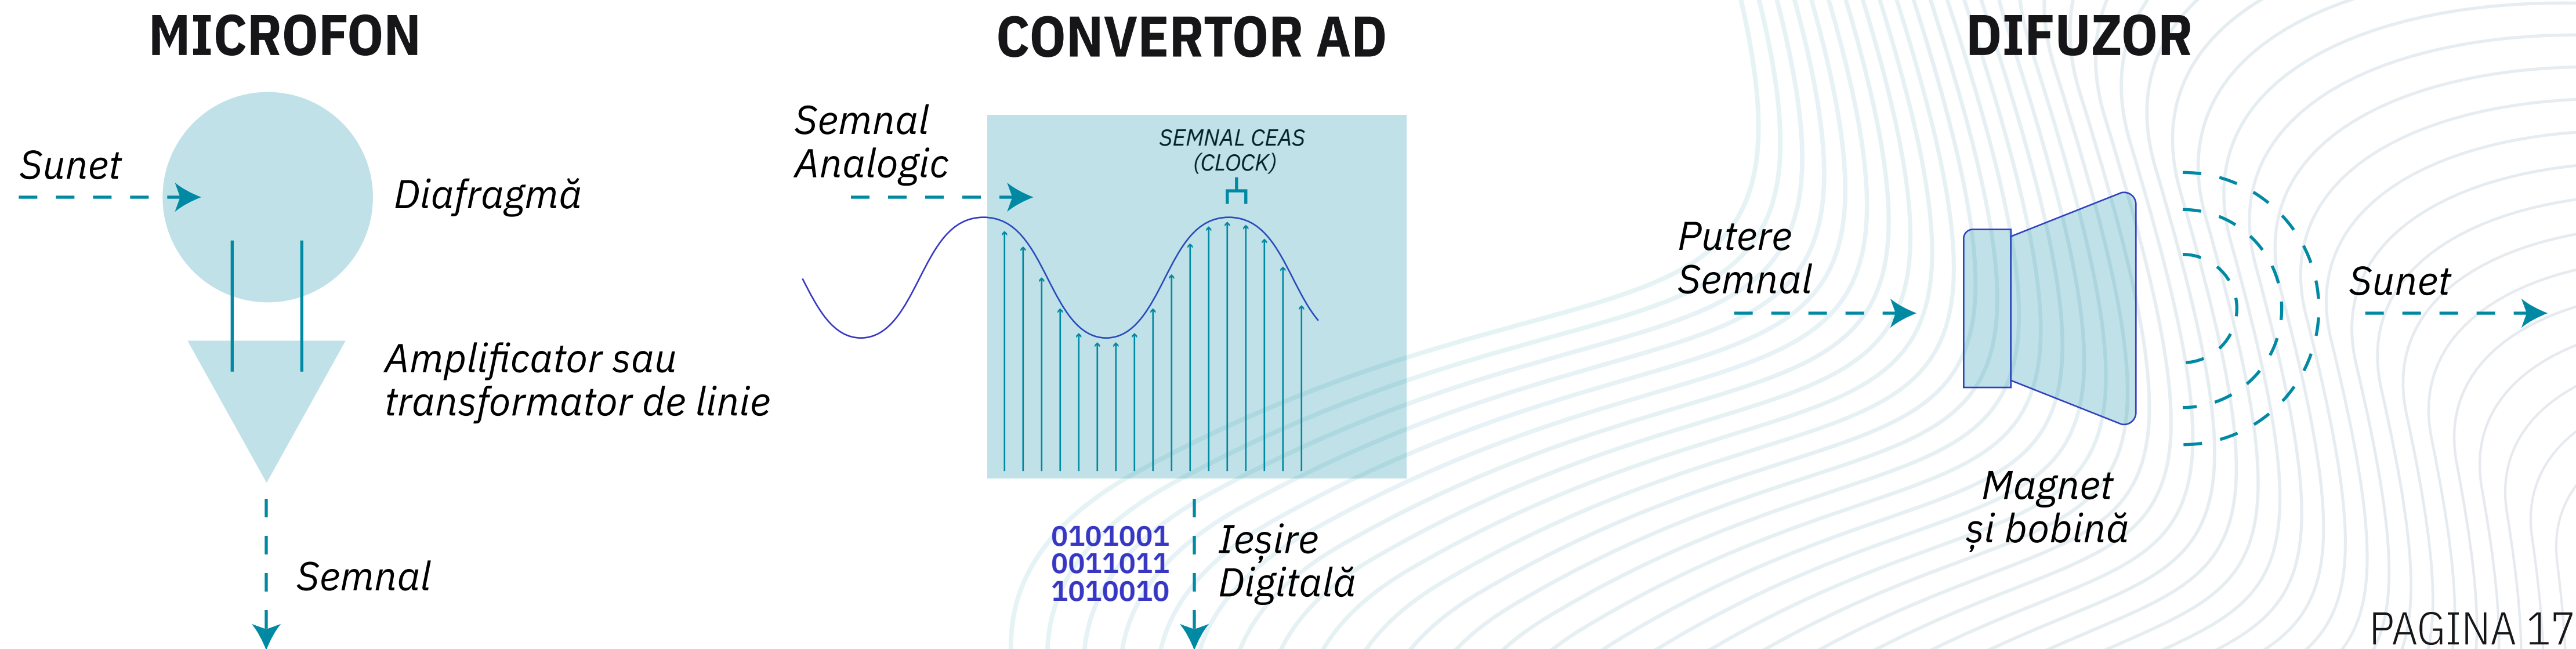 MICROFON
Sunet
Diafragmă
Amplificator sau
transformator de linie
Semnal
CONVERTOR AD
Semnal
Analogic
SEMNAL CEAS
(CLOCK)
0101001
0011011
1010010
Ieșire
Digitală
DIFUZOR
Putere
Semnal
Sunet
Magnet
și bobină
PAGINA 17